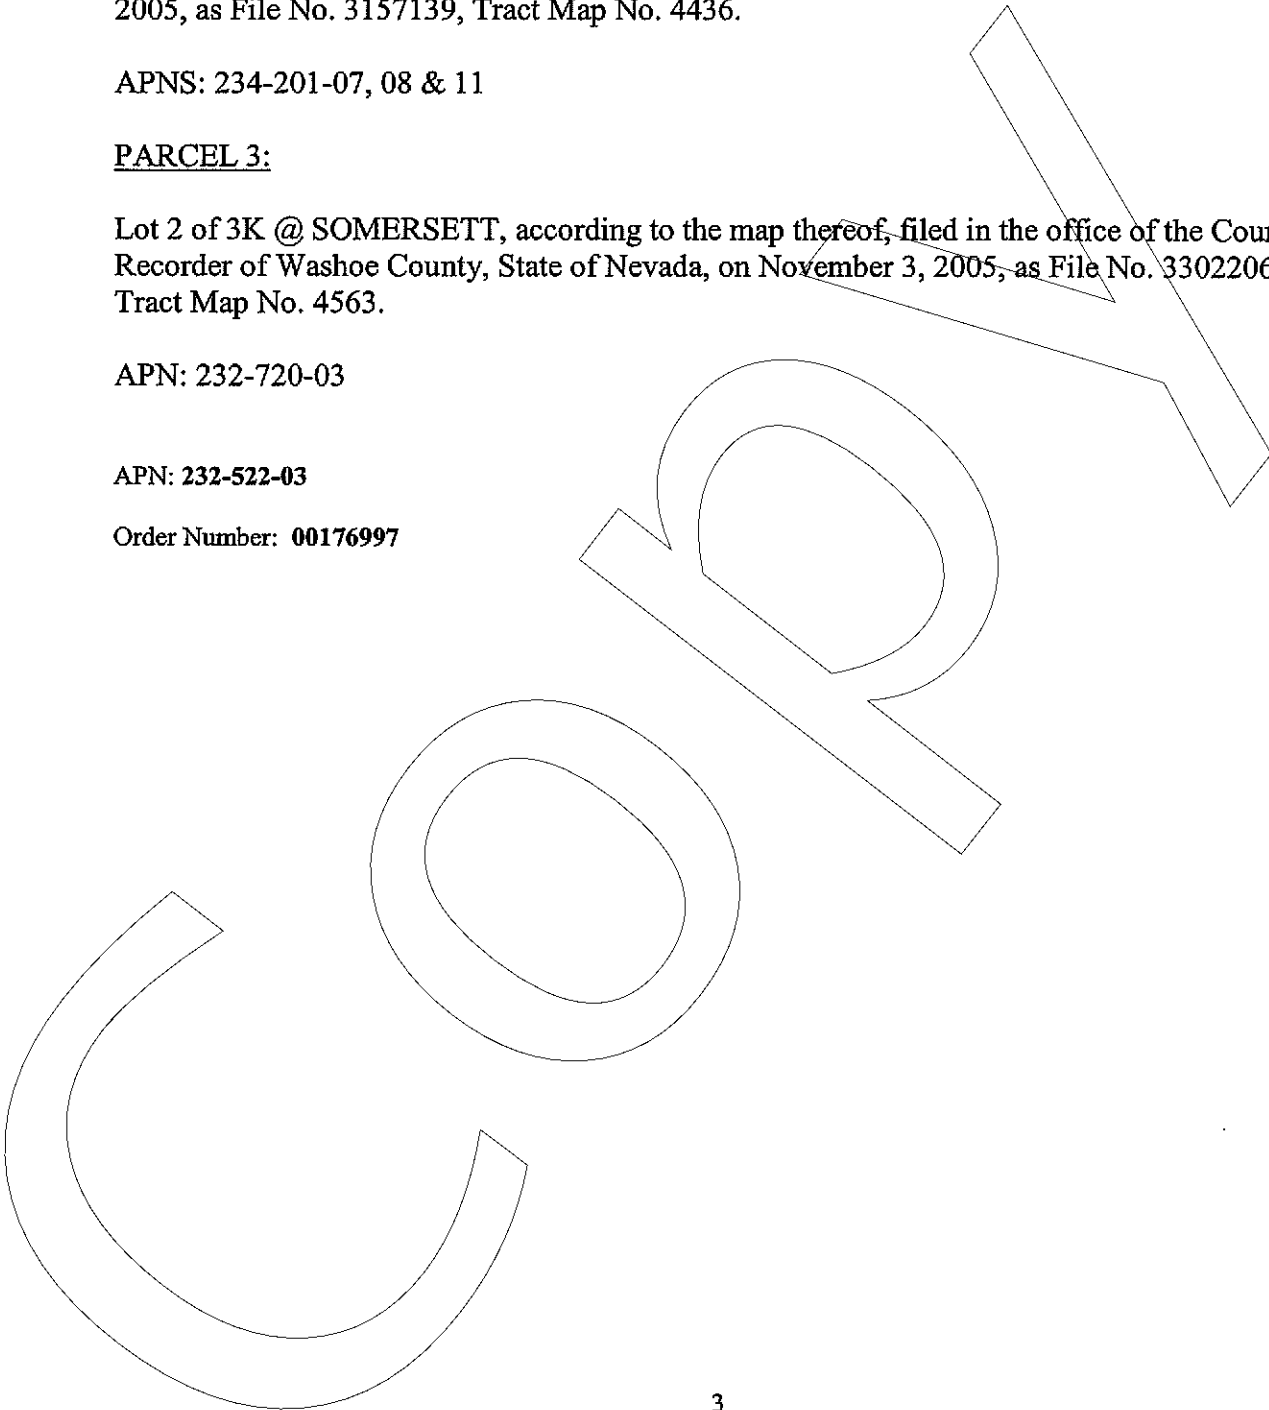 2005, as File No. 3157139, Tract Map No. 4436.
APNS: 234-201-07, 08 & 11
PARCEL 3:
Lot 2 of 3K @ SOMERSETT, according to the map thereof, filed in the office of the Cou
Recorder of Washoe County, State of Nevada, on November 3, 2005, as File No. 3302206
Tract Map No. 4563.
APN: 232-720-03
APN: 232-522-03
Order Number: 00176997
Copy
3